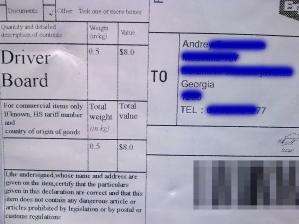 Documents
Other Tick one or more boxes
Quantity and detailed description of contents
Weight (in kg)
Value
Driver Board
0.5
$8.0
For commercial items only
If known, HS tariff number
and
country of origin of goods
Total weight (in kg)
Total value
0.5
$8.0
I,the undersigned,whose name and address are
given on the item,certify that the particulars
given in this declaration are correct and that this
item does not contain any dangerous article or
articles prohibited by legislation or by postal or
customs regulations
TO
Andre
Georgia
TEL :
77